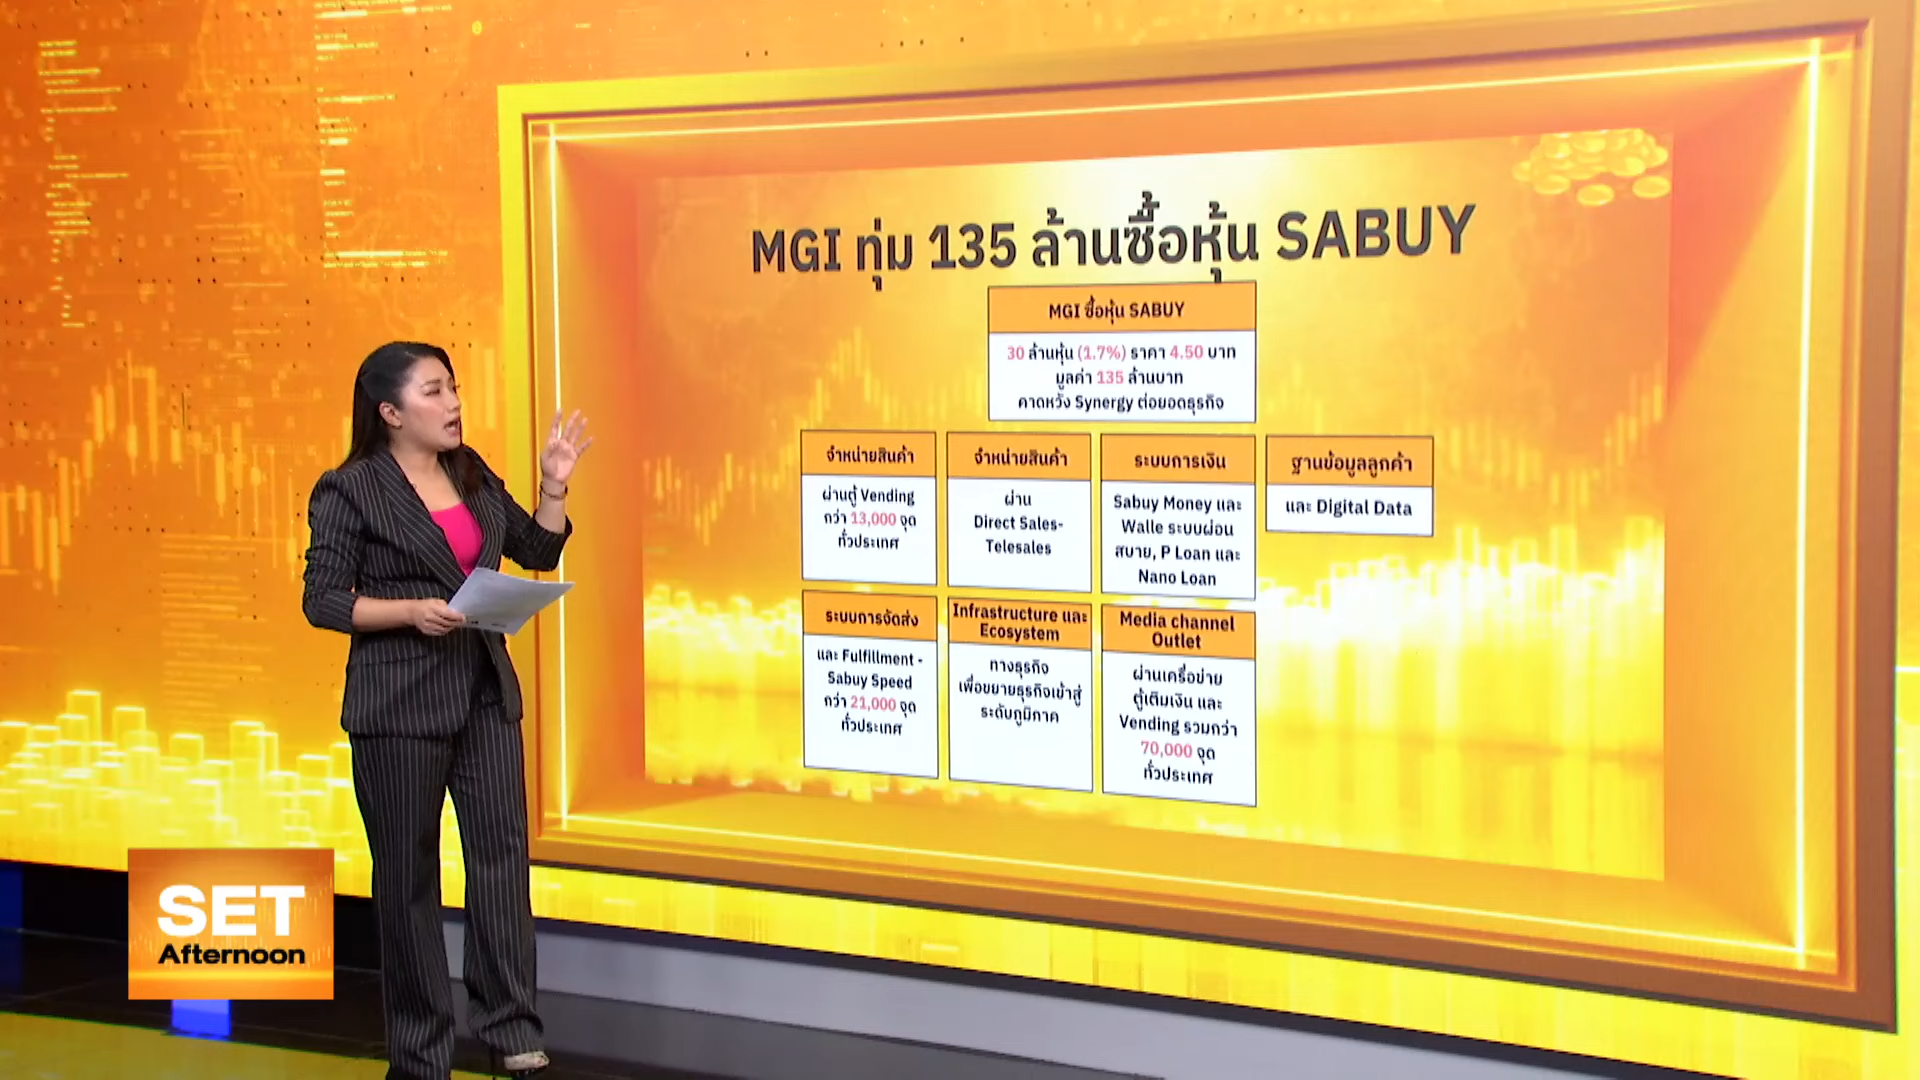 MGI ทุ่ม 135 ล้านซื้อหุ้น SABUY
MGI ซื้อหุ้น SABUY
30 ล้านหุ้น (1.7%) ราคา 4.50 บาท
มูลค่า 135 ล้านบาท
คาดหวัง Synergy ต่อยอดธุรกิจ
จำหน่ายสินค้า
ผ่านตู้ Vending
กว่า 13,000 จุด
ทั่วประเทศ
จำหน่ายสินค้า
ผ่าน
Direct Sales-
Telesales
ระบบการเงิน
Sabuy Money และ
Walle ระบบผ่อน
สบาย, P Loan และ
Nano Loan
ฐานข้อมูลลูกค้า
และ Digital Data
ระบบการจัดส่ง
และ Fulfillment -
Sabuy Speed
กว่า 21,000 จุด
ทั่วประเทศ
Infrastructure และ
Ecosystem
ทางธุรกิจ
เพื่อขยายธุรกิจเข้าสู่
ระดับภูมิภาค
Media channel
Outlet
ผ่านเครือข่าย
ตู้เติมเงิน และ
Vending รวมกว่า
70,000 จุด
ทั่วประเทศ
SET
Afternoon